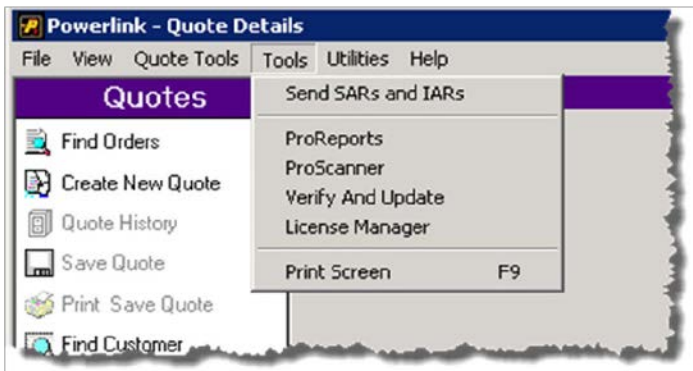 Powerlink - Quote Details
File View Quote Tools Tools Utilities Help
Quotes
Find Orders
Create New Quote
Quote History
Save Quote
Print Save Quote
Find Customer
Send SARs and IARs
ProReports
ProScanner
Verify And Update
License Manager
Print Screen F9